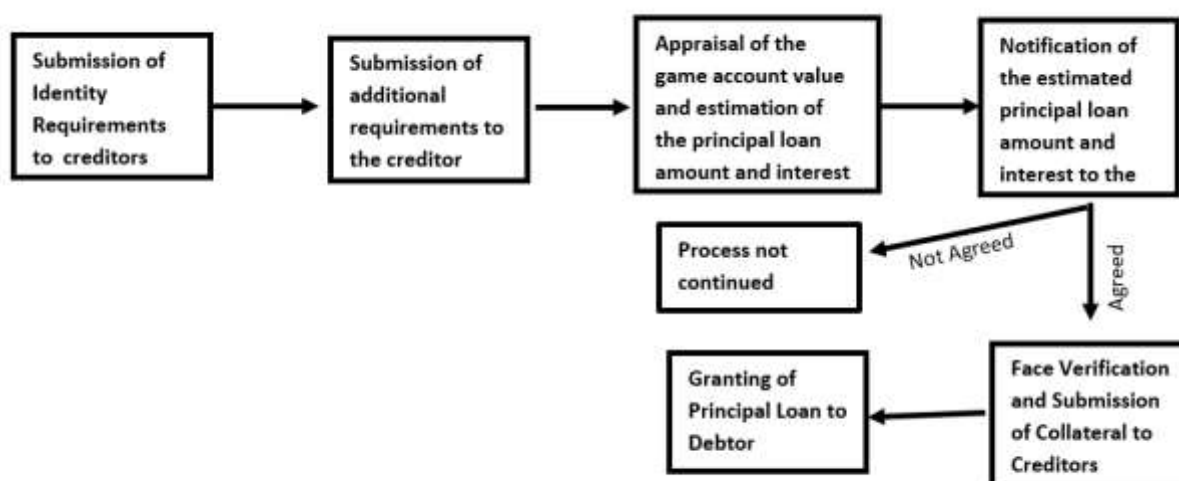 Submission of
Identity
Requirements
to creditors
Submission of
additional
requirements to
the creditor
Appraisal of the
game account value
and estimation of
the principal loan
amount and interest
Notification of
the estimated
principal loan
amount and
interest to the
Not Agreed
Agreed
Process not
continued
Face Verification
and Submission
of Collateral to
Creditors
Granting of
Principal Loan to
Debtor